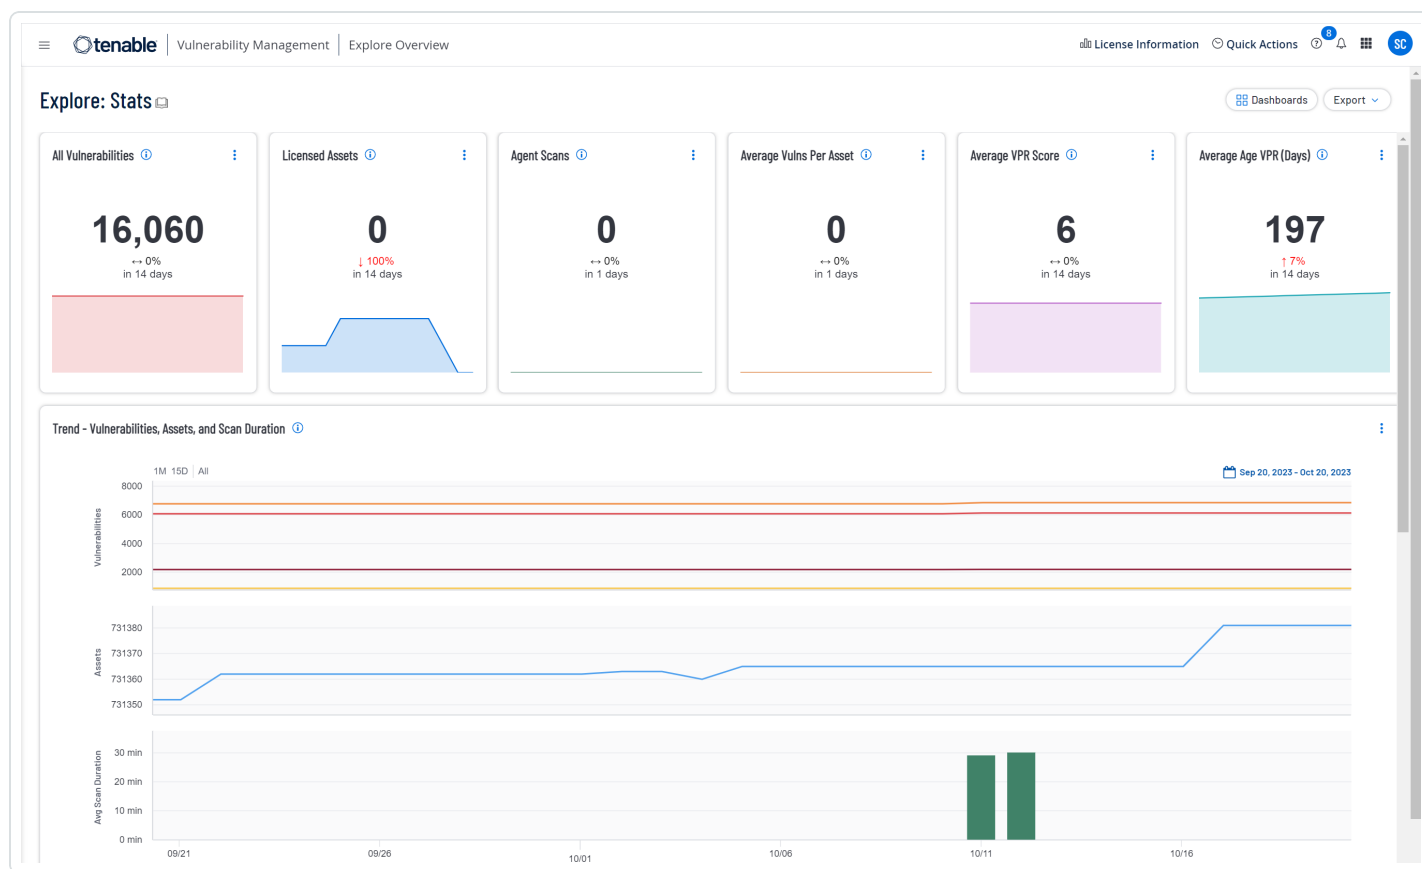 tenable Vulnerability Management Explore Overview License Information Quick Actions 8 SC
Explore: Stats Dashboards Export
All Vulnerabilities
16,060
↔ 0%
in 14 days
Licensed Assets
0
↓ 100%
in 14 days
Agent Scans
0
↔ 0%
in 1 days
Average Vulns Per Asset
0
↔ 0%
in 1 days
Average VPR Score
6
↔ 0%
in 14 days
Average Age VPR (Days)
197
↑ 7%
in 14 days
Trend - Vulnerabilities, Assets, and Scan Duration
1M 15D All Sep 20, 2023 - Oct 20, 2023
Vulnerabilities
8000
6000
4000
2000
Assets
731380
731370
731360
731350
Avg Scan Duration
30 min
20 min
10 min
0 min
09/21 09/26 10/01 10/06 10/11 10/16